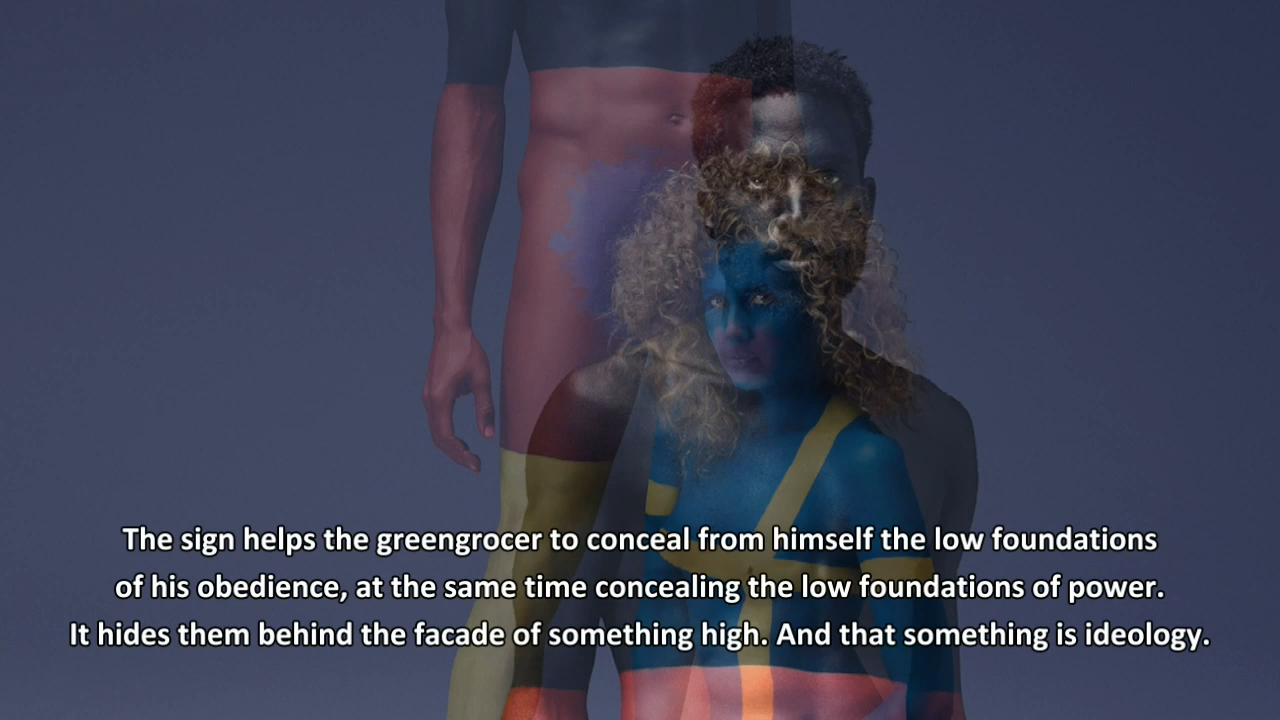 The sign helps the greengrocer to conceal from himself the low foundations
of his obedience, at the same time concealing the low foundations of power.
It hides them behind the facade of something high. And that something is ideology.